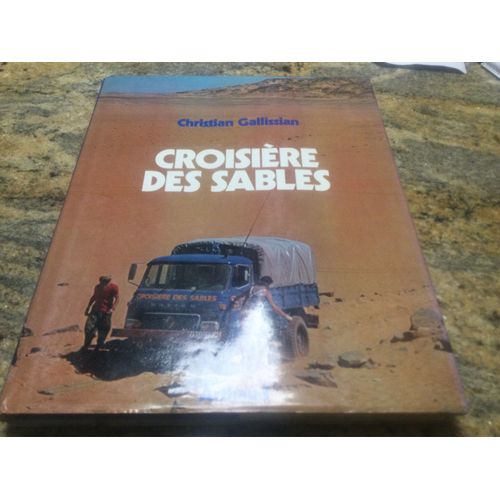 Christian Gallissian
CROISIÈRE
DES SABLES
CROISIÈRE DES SABLES